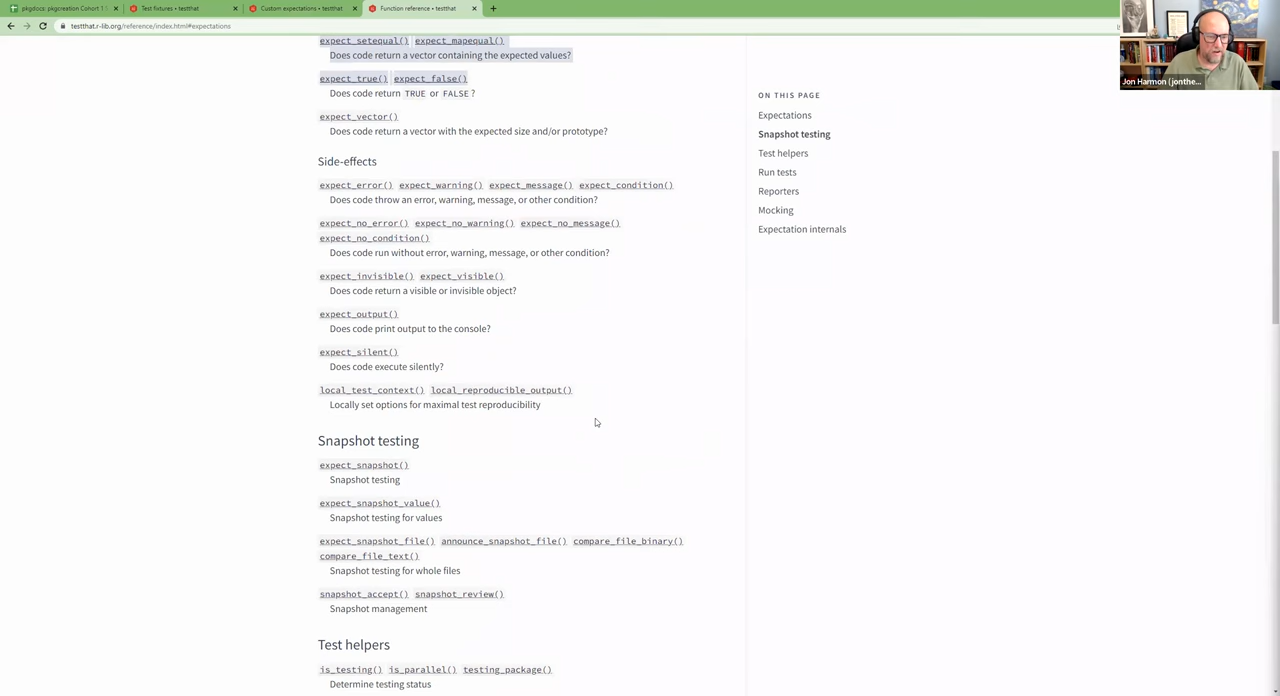 pkgdocs: pkgcreation Cohort 1
Test fixtures • testthat
Custom expectations • testthat
Function reference • testthat
testthat.r-lib.org/reference/index.html#expectations
expect_setequal() expect_mapequal()
Does code return a vector containing the expected values?
expect_true() expect_false()
Does code return TRUE or FALSE ?
expect_vector()
Does code return a vector with the expected size and/or prototype?
Side-effects
expect_error() expect_warning() expect_message() expect_condition()
Does code throw an error, warning, message, or other condition?
expect_no_error() expect_no_warning() expect_no_message()
expect_no_condition()
Does code run without error, warning, message, or other condition?
expect_invisible() expect_visible()
Does code return a visible or invisible object?
expect_output()
Does code print output to the console?
expect_silent()
Does code execute silently?
local_test_context() local_reproducible_output()
Locally set options for maximal test reproducibility
Snapshot testing
expect_snapshot()
Snapshot testing
expect_snapshot_value()
Snapshot testing for values
expect_snapshot_file() announce_snapshot_file() compare_file_binary()
compare_file_text()
Snapshot testing for whole files
snapshot_accept() snapshot_review()
Snapshot management
Test helpers
is_testing() is_parallel() testing_package()
Determine testing status
ON THIS PAGE
Expectations
Snapshot testing
Test helpers
Run tests
Reporters
Mocking
Expectation internals
Jon Harmon (jonthe...